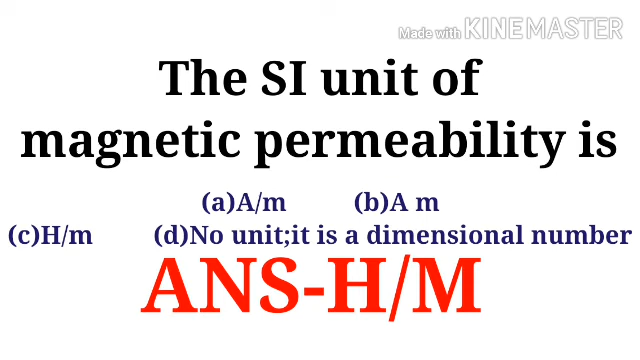 Made with KINEMASTER
The SI unit of
magnetic permeability is
(a)A/m (b)A m
(c)H/m (d)No unit;it is a dimensional number
ANS-H/M